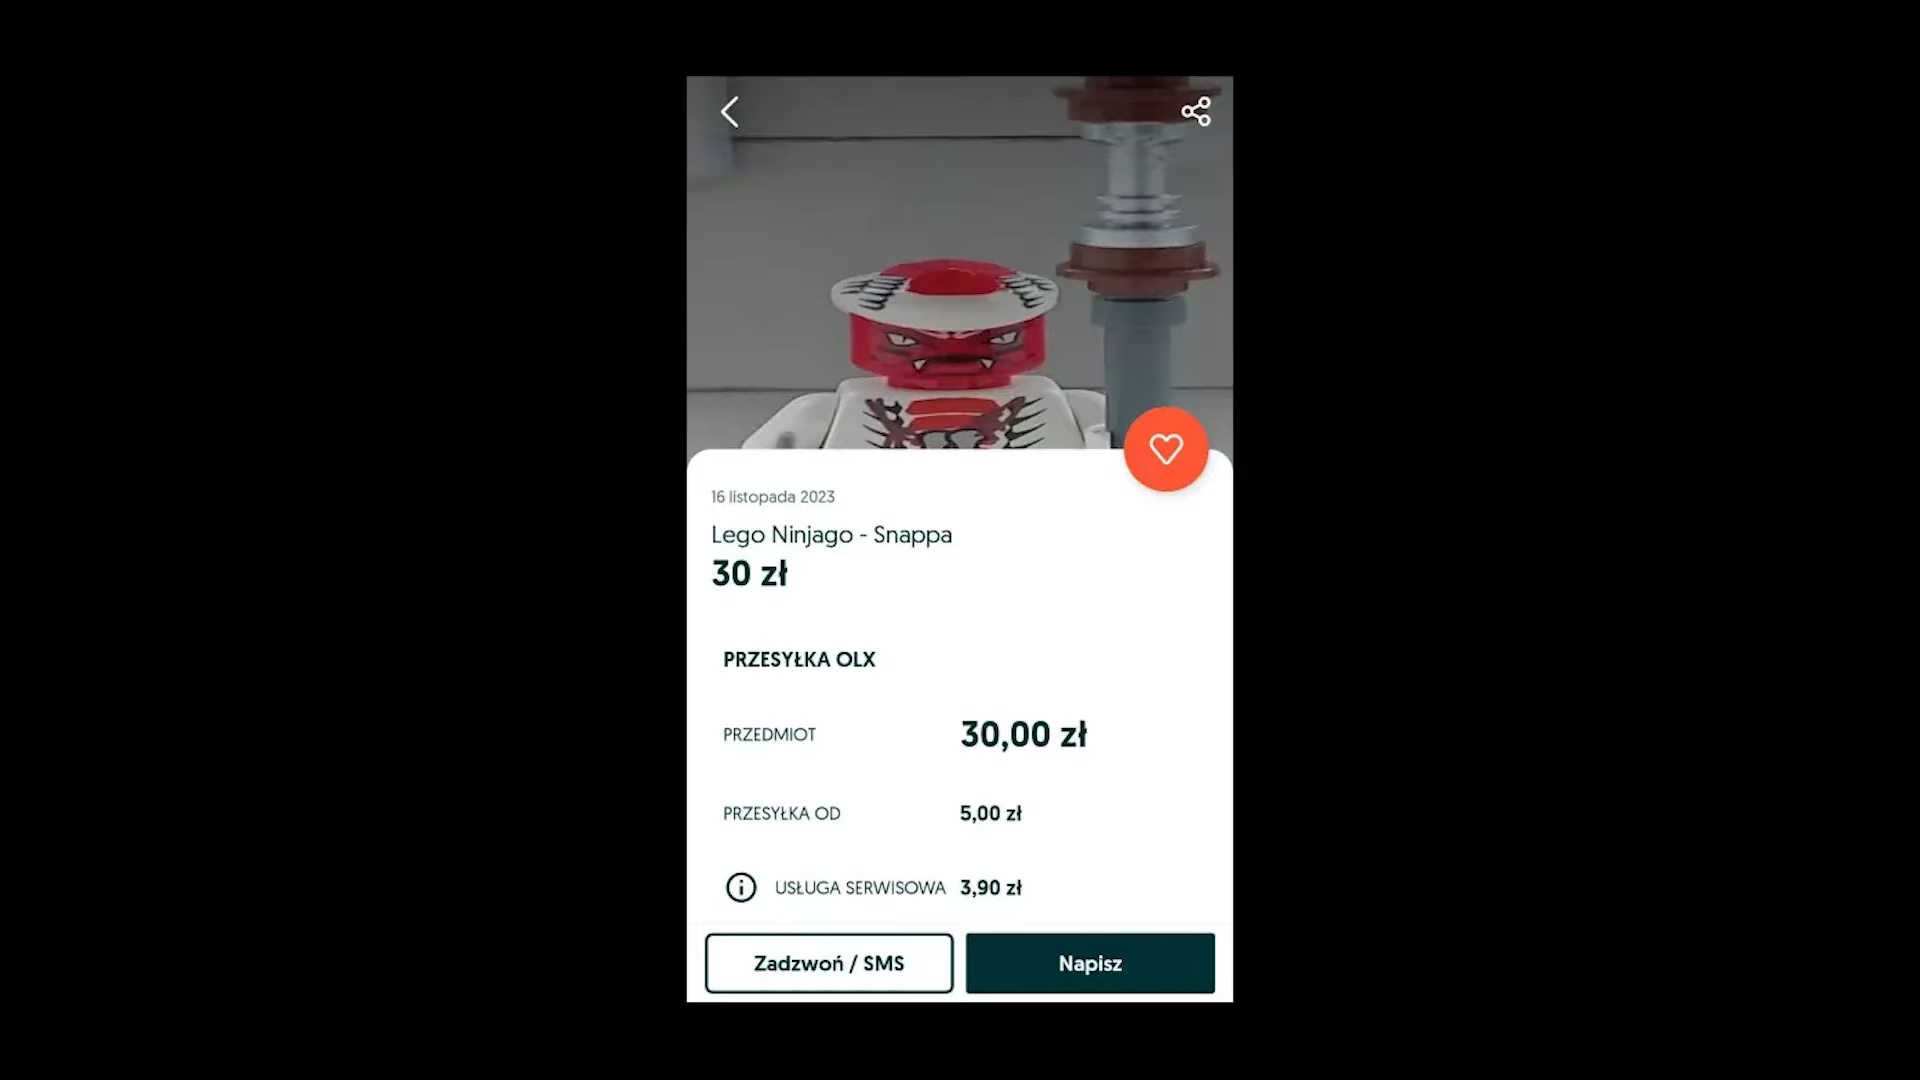 16 listopada 2023
Lego Ninjago - Snappa
30 zł
PRZESYŁKA OLX
PRZEDMIOT 30,00 zł
PRZESYŁKA OD 5,00 zł
USŁUGA SERWISOWA 3,90 zł
Zadzwoń / SMS Napisz